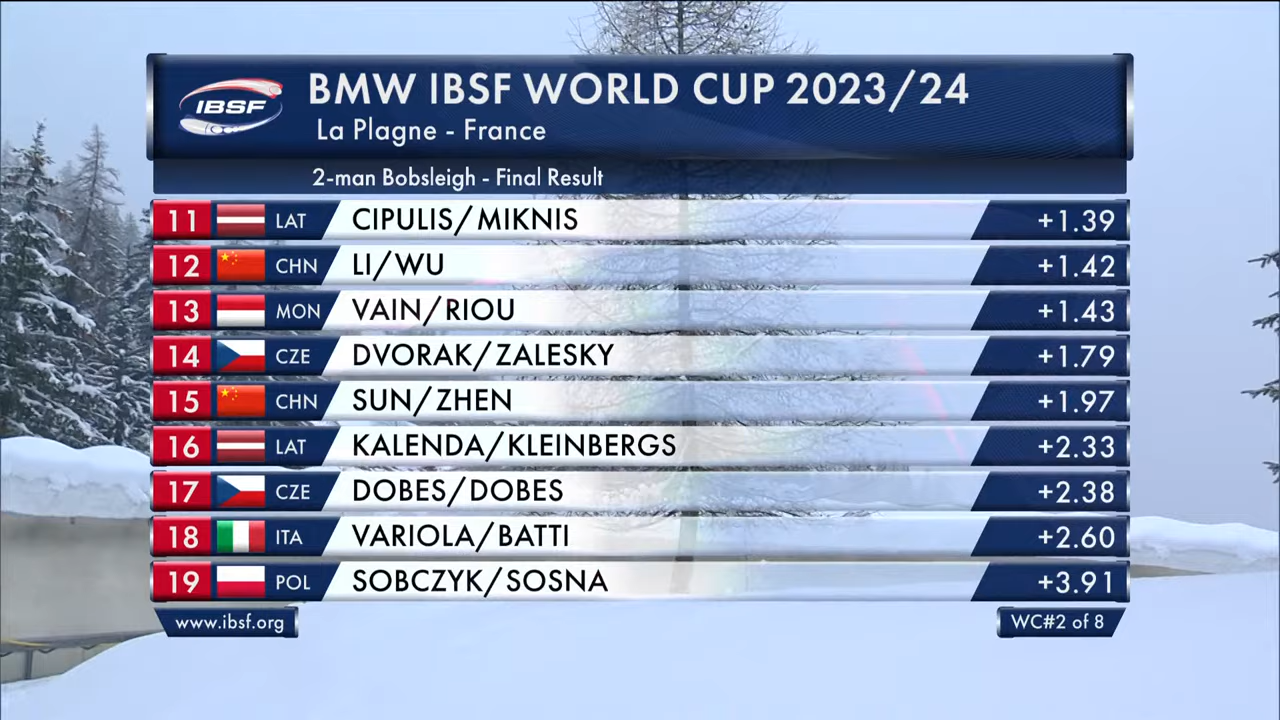 IBSF
BMW IBSF WORLD CUP 2023/24
La Plagne - France
2-man Bobsleigh - Final Result
11 LAT CIPULIS/MIKNIS +1.39
12 CHN LI/WU +1.42
13 MON VAIN/RIOU +1.43
14 CZE DVORAK/ZALESKY +1.79
15 CHN SUN/ZHEN +1.97
16 LAT KALENDA/KLEINBERGS +2.33
17 CZE DOBES/DOBES +2.38
18 ITA VARIOLA/BATTI +2.60
19 POL SOBCZYK/SOSNA +3.91
www.ibsf.org WC#2 of 8